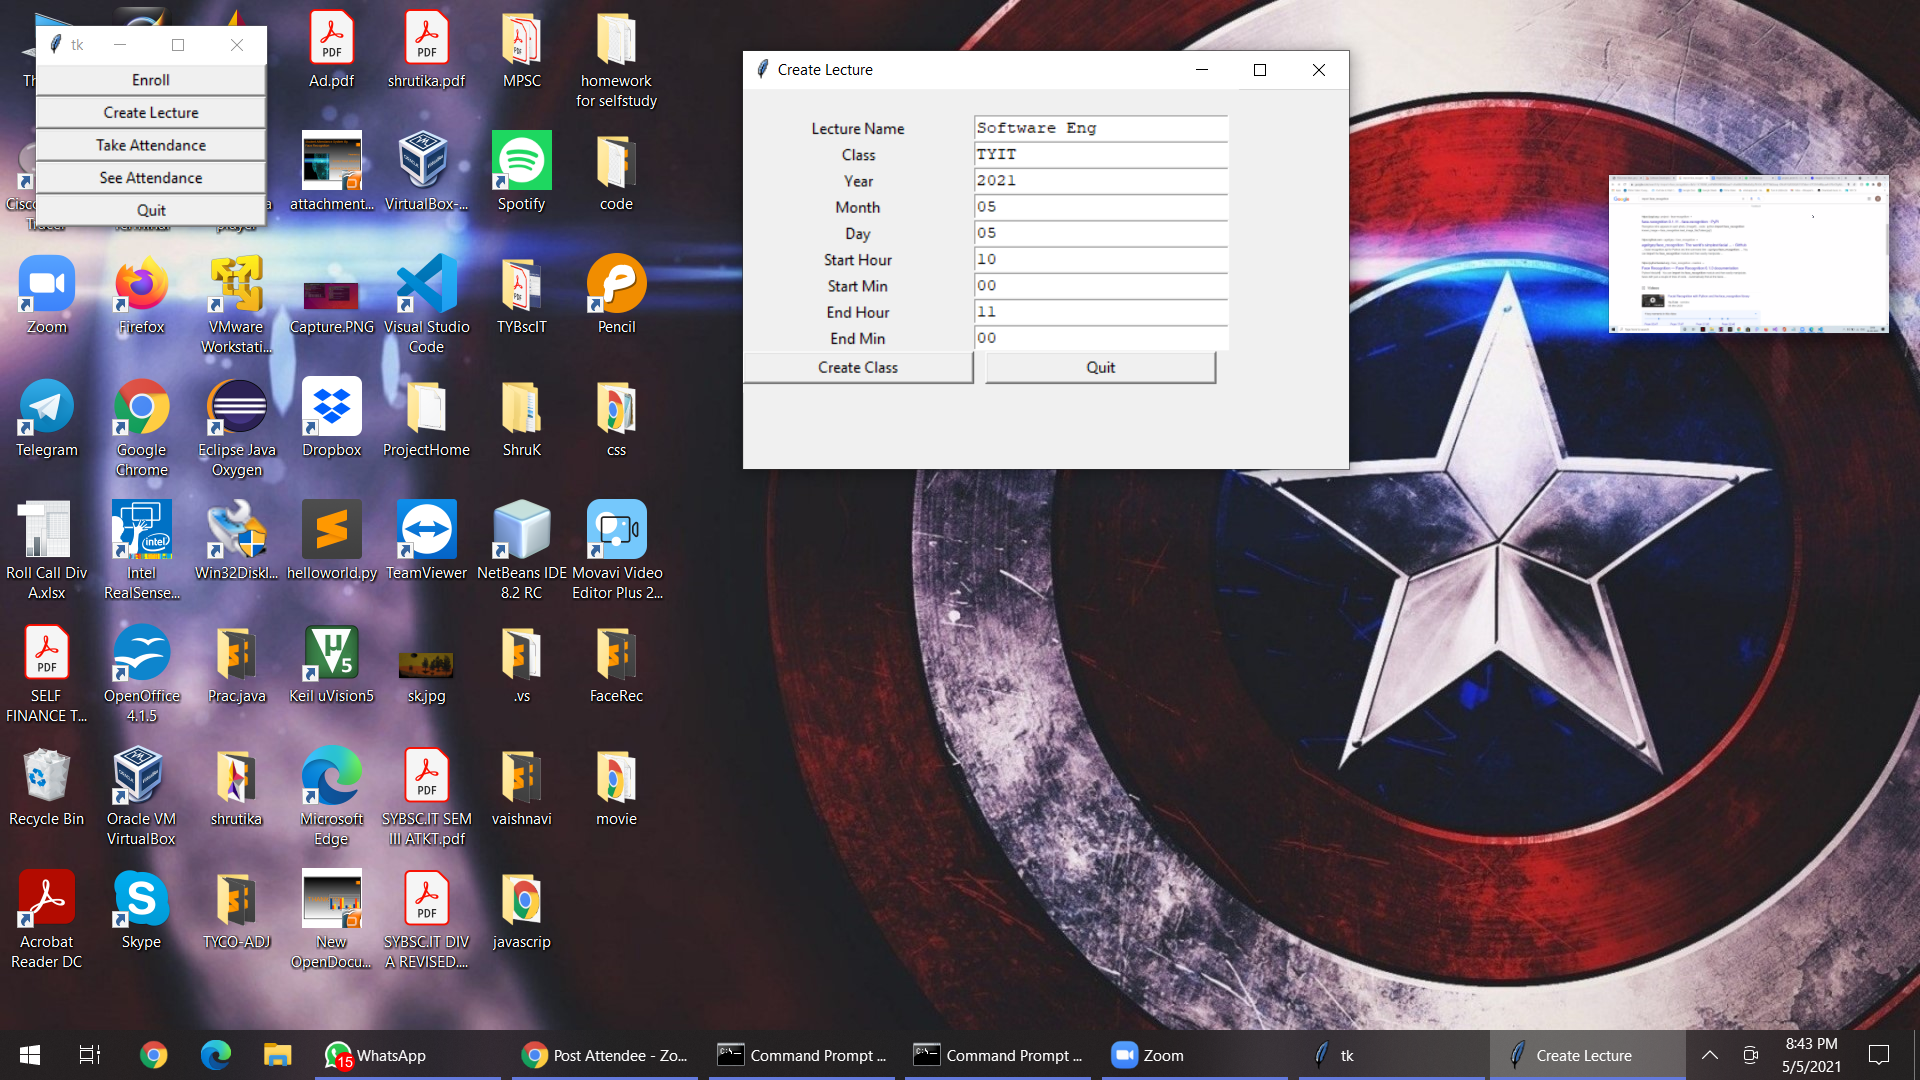 tk
Enroll
Create Lecture
Take Attendance
See Attendance
Quit
Ad.pdf
shrutika.pdf
MPSC
homework
for selfstudy
attachment...
VirtualBox-...
Spotify
code
Zoom
Firefox
VMware
Workstati...
Capture.PNG
Visual Studio
Code
TYBscIT
Pencil
Telegram
Google
Chrome
Eclipse Java
Oxygen
Dropbox
ProjectHome
ShruK
css
Roll Call Div
A.xlsx
Intel
RealSense...
Win32DiskI...
helloworld.py
TeamViewer
NetBeans IDE
8.2 RC
Movavi Video
Editor Plus 2...
SELF
FINANCE T...
OpenOffice
4.1.5
Prac.java
Keil uVision5
sk.jpg
.vs
FaceRec
Recycle Bin
Oracle VM
VirtualBox
shrutika
Microsoft
Edge
SYBSC.IT SEM
III ATKT.pdf
vaishnavi
movie
Acrobat
Reader DC
Skype
TYCO-ADJ
New
OpenDocu...
SYBSC.IT DIV
A REVISED....
javascrip
Create Lecture
Lecture Name Software Eng
Class TYIT
Year 2021
Month 05
Day 05
Start Hour 10
Start Min 00
End Hour 11
End Min 00
Create Class Quit
15 WhatsApp
Post Attendee - Zo...
Command Prompt ...
Command Prompt ...
Zoom
tk
Create Lecture
8:43 PM
5/5/2021